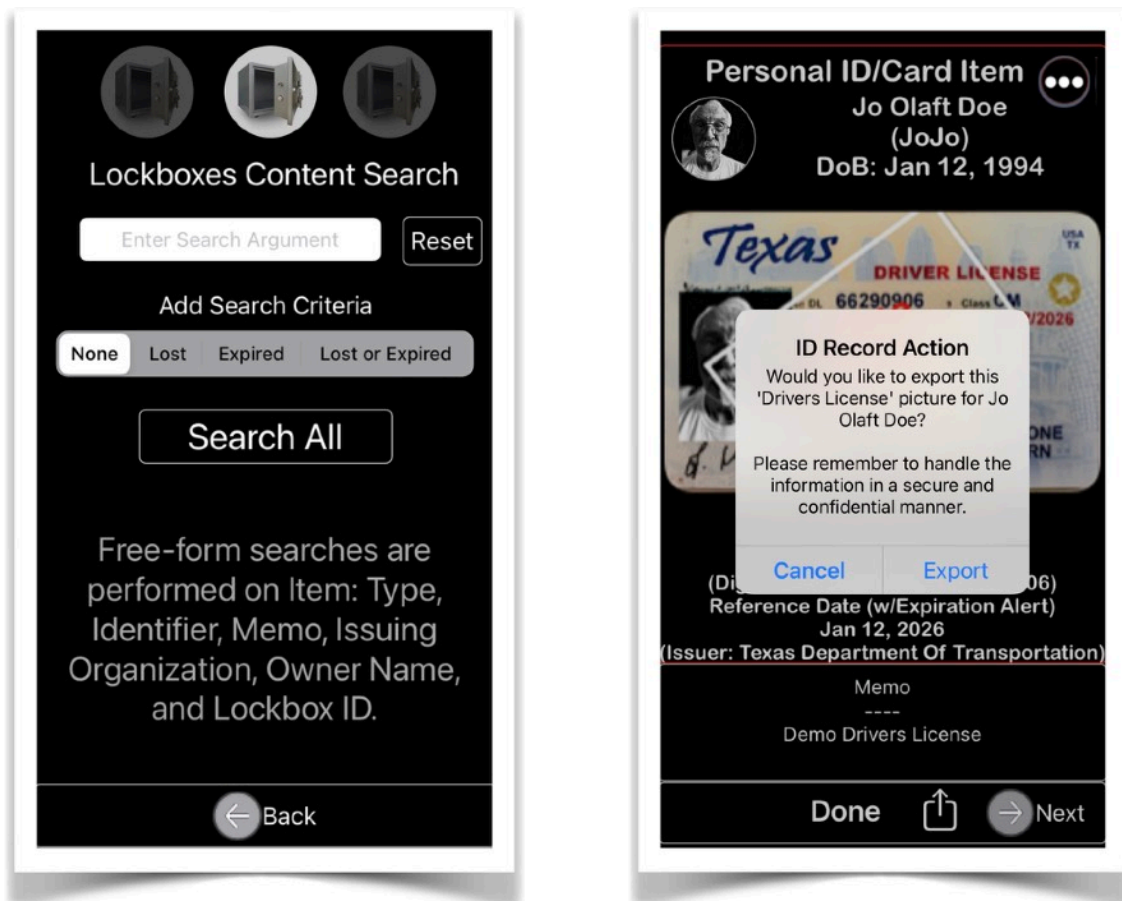 Lockboxes Content Search
Enter Search Argument
Reset
Add Search Criteria
None
Lost
Expired
Lost or Expired
Search All
Free-form searches are
performed on Item: Type,
Identifier, Memo, Issuing
Organization, Owner Name,
and Lockbox ID.
Back
Personal ID/Card Item
Jo Olaft Doe
(JoJo)
DoB: Jan 12, 1994
Texas
USA
TX
DRIVER LICENSE
DL 66290906
Class CM
/2026
ID Record Action
Would you like to export this
'Drivers License' picture for Jo
Olaft Doe?
Please remember to handle the
information in a secure and
confidential manner.
Cancel
Export
(Di
06)
Reference Date (w/Expiration Alert)
Jan 12, 2026
(Issuer: Texas Department Of Transportation)
Memo
----
Demo Drivers License
Done
Next